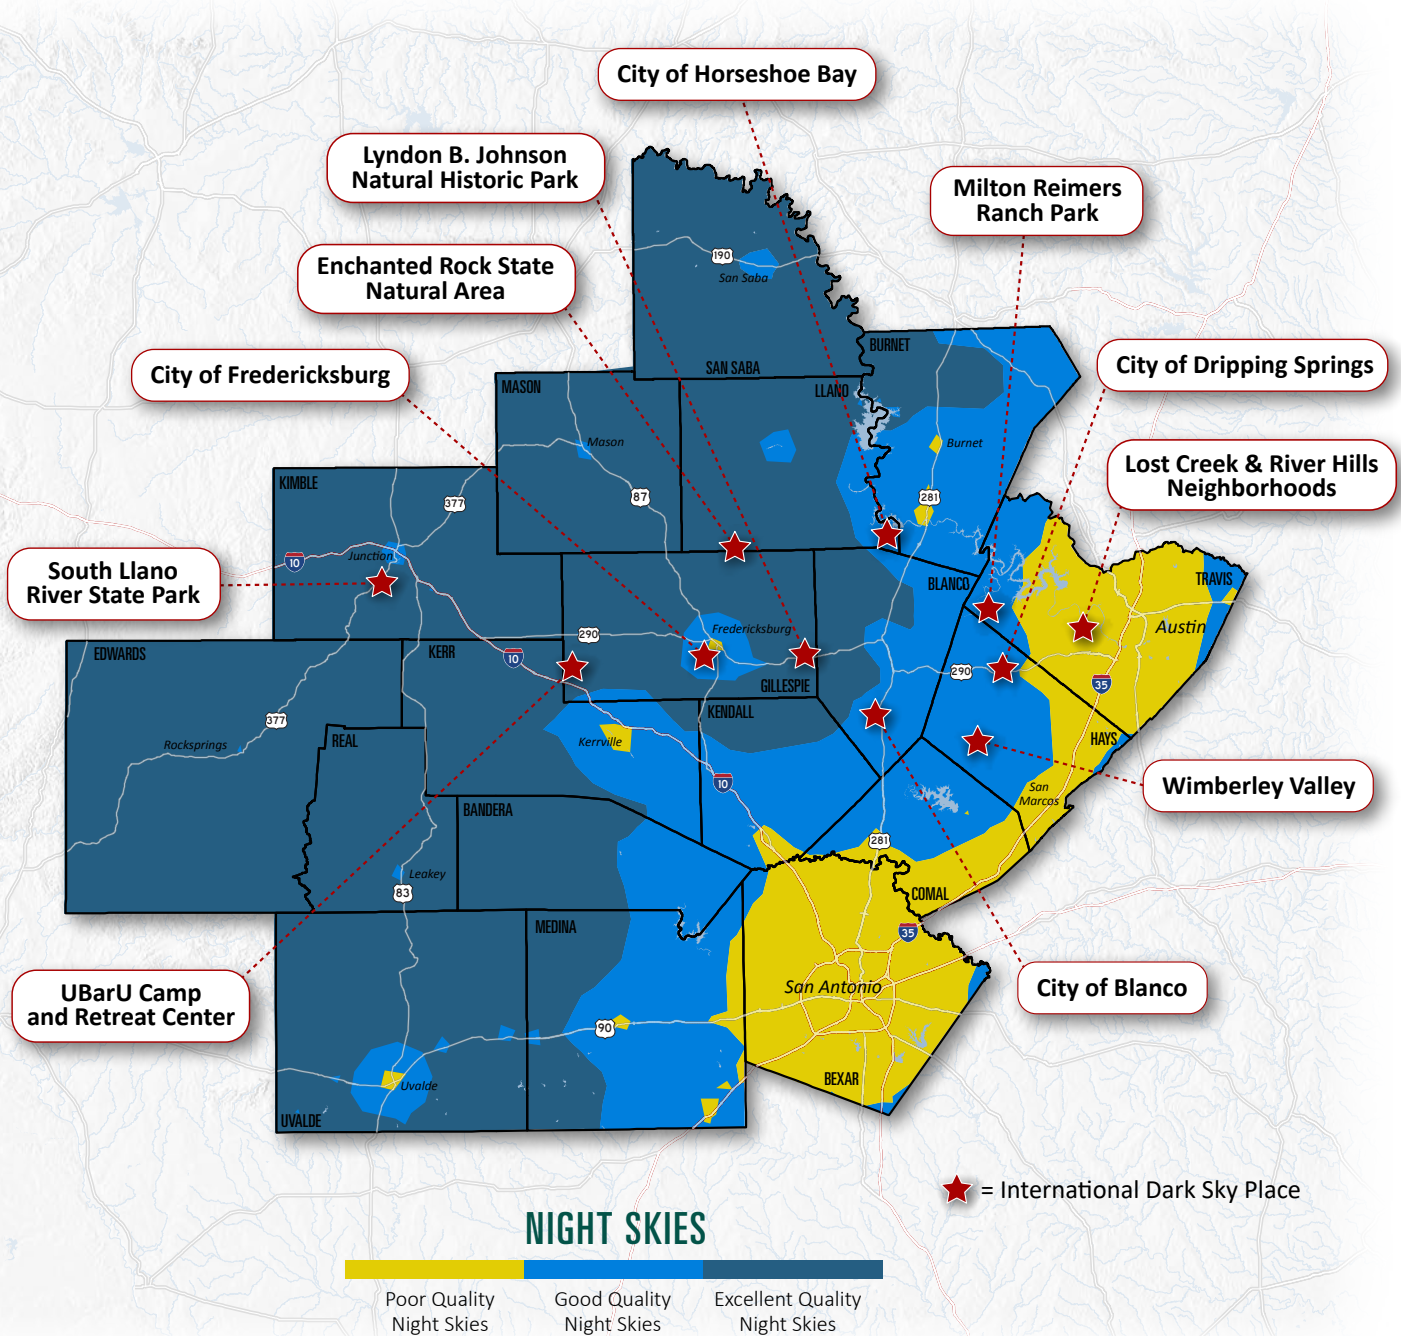 City of Horseshoe Bay
Lyndon B. Johnson
Natural Historic Park
Milton Reimers
Ranch Park
Enchanted Rock State
Natural Area
190
San Saba
City of Fredericksburg
SAN SABA
BURNET
City of Dripping Springs
MASON
LLANO
Mason
Burnet
Lost Creek & River Hills
Neighborhoods
KIMBLE
377
87
281
Junction
10
South Llano
River State Park
BLANCO
TRAVIS
Fredericksburg
Austin
290
EDWARDS
KERR
10
290
GILLESPIE
35
377
KENDALL
Rocksprings
REAL
Kerrville
HAYS
10
Wimberley Valley
San
Marcos
BANDERA
281
Leakey
83
COMAL
MEDINA
35
San Antonio
City of Blanco
UBarU Camp
and Retreat Center
90
Uvalde
BEXAR
UVALDE
= International Dark Sky Place
NIGHT SKIES
Poor Quality
Night Skies
Good Quality
Night Skies
Excellent Quality
Night Skies